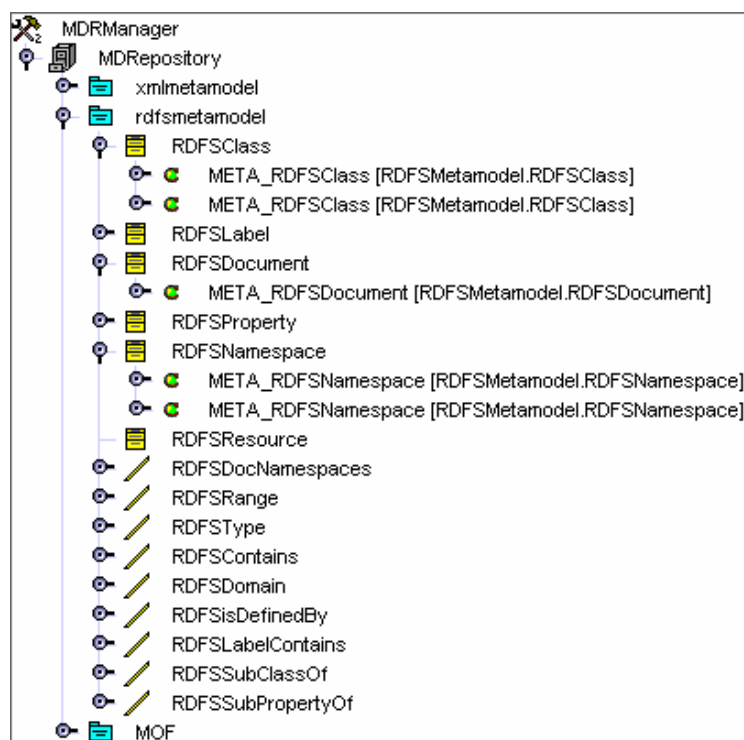 MDRManager
MDRepository
xmlmetamodel
rdfsmetamodel
RDFSClass
META_RDFSClass [RDFSMetamodel.RDFSClass]
META_RDFSClass [RDFSMetamodel.RDFSClass]
RDFSLabel
RDFSDocument
META_RDFSDocument [RDFSMetamodel.RDFSDocument]
RDFSProperty
RDFSNamespace
META_RDFSNamespace [RDFSMetamodel.RDFSNamespace]
META_RDFSNamespace [RDFSMetamodel.RDFSNamespace]
RDFSResource
RDFSDocNamespaces
RDFSRange
RDFSType
RDFSContains
RDFSDomain
RDFSisDefinedBy
RDFSLabelContains
RDFSSubClassOf
RDFSSubPropertyOf
MOF